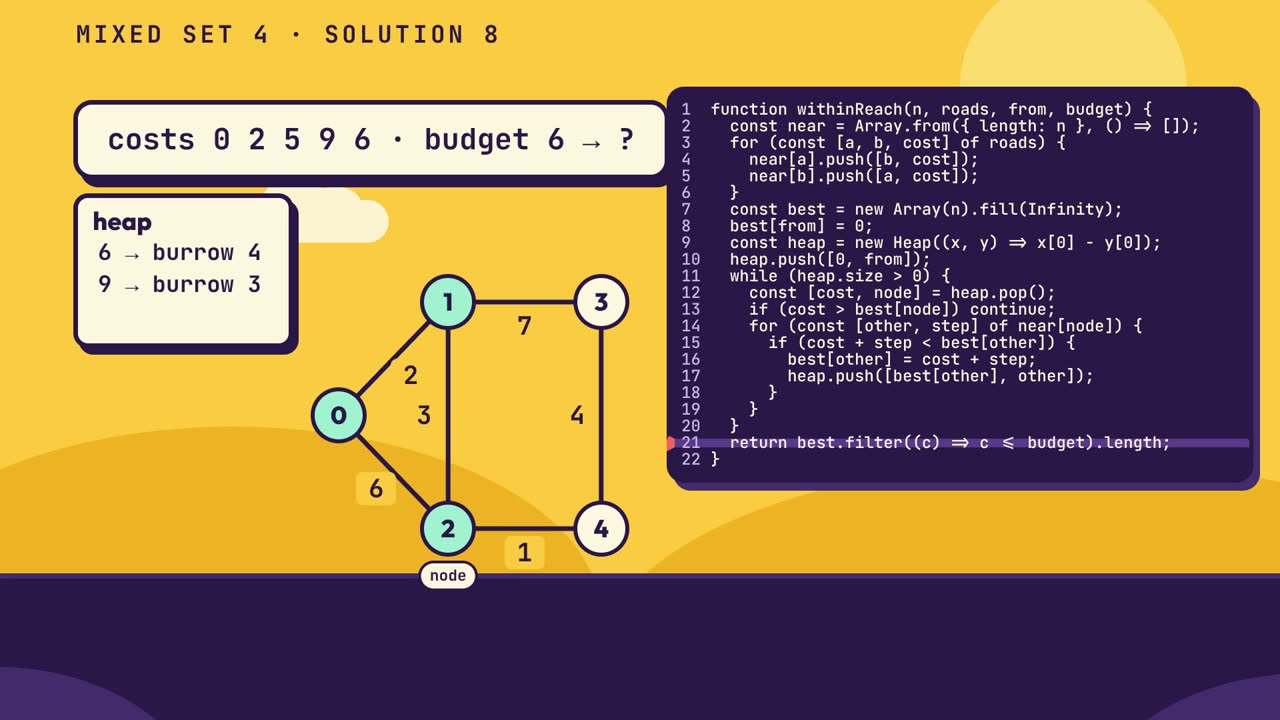 MIXED SET 4 · SOLUTION 8
costs 0 2 5 9 6 · budget 6 → ?
heap
6 → burrow 4
9 → burrow 3
1
3
7
2
0
3
4
6
2
4
1
node
1 function withinReach(n, roads, from, budget) {
2 const near = Array.from({ length: n }, () => []);
3 for (const [a, b, cost] of roads) {
4 near[a].push([b, cost]);
5 near[b].push([a, cost]);
6 }
7 const best = new Array(n).fill(Infinity);
8 best[from] = 0;
9 const heap = new Heap((x, y) => x[0] - y[0]);
10 heap.push([0, from]);
11 while (heap.size > 0) {
12 const [cost, node] = heap.pop();
13 if (cost > best[node]) continue;
14 for (const [other, step] of near[node]) {
15 if (cost + step < best[other]) {
16 best[other] = cost + step;
17 heap.push([best[other], other]);
18 }
19 }
20 }
21 return best.filter((c) => c <= budget).length;
22 }